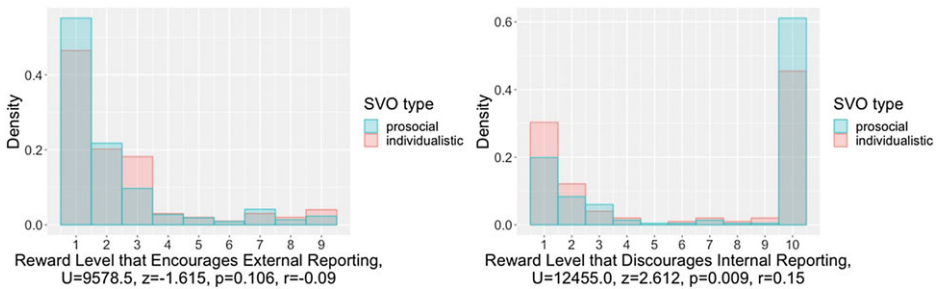 Density
0.4
0.2
0.0
1 2 3 4 5 6 7 8 9
Reward Level that Encourages External Reporting,
U=9578.5, z=-1.615, p=0.106, r=-0.09
SVO type
prosocial
individualistic
Density
0.6
0.4
0.2
0.0
1 2 3 4 5 6 7 8 9 10
Reward Level that Discourages Internal Reporting,
U=12455.0, z=2.612, p=0.009, r=0.15
SVO type
prosocial
individualistic